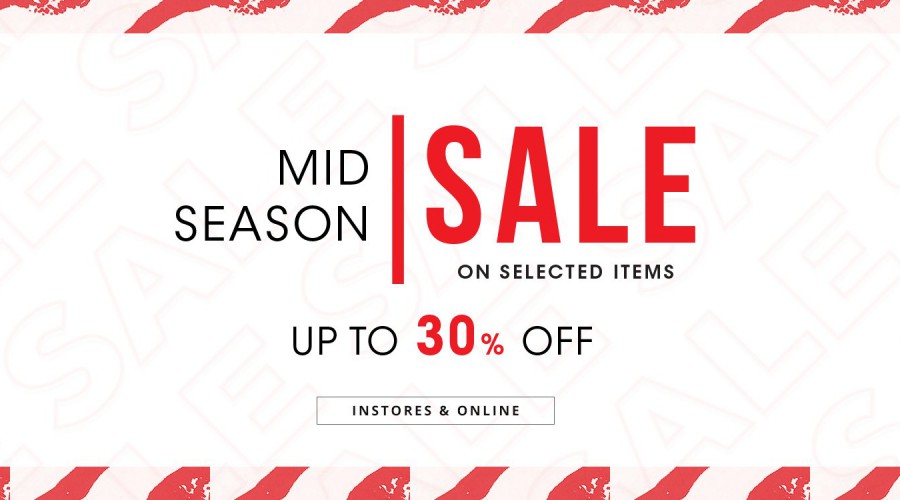 MID
SEASON
SALE
ON SELECTED ITEMS
UP TO 30% OFF
INSTORES & ONLINE